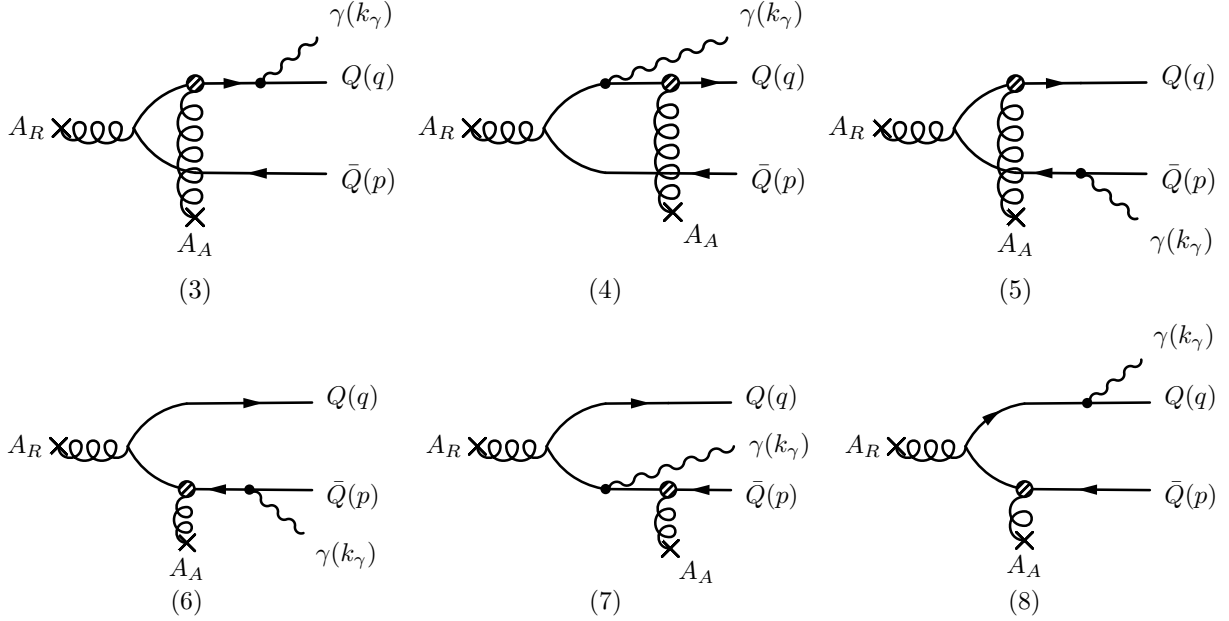 γ(k_γ) γ(k_γ)
Q(q) Q(q) Q(q)
A_R A_R A_R
Q̄(p) Q̄(p) Q̄(p)
A_A A_A A_A γ(k_γ)
(3) (4) (5)
γ(k_γ)
Q(q) Q(q) Q(q)
A_R A_R γ(k_γ) A_R
Q̄(p) Q̄(p) Q̄(p)
γ(k_γ)
A_A A_A A_A
(6) (7) (8)